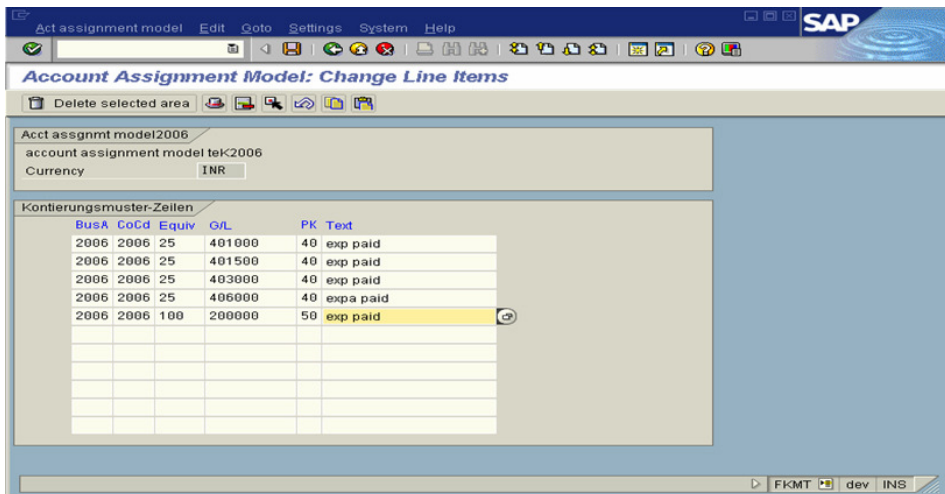 Act assignment model Edit Goto Settings System Help
SAP
Account Assignment Model: Change Line Items
Delete selected area
Acct assgnmt model2006
account assignment model tek2006
Currency INR
Kontierungsmuster-Zeilen
BusA CoCd Equiv G/L PK Text
2006 2006 25 401000 40 exp paid
2006 2006 25 401500 40 exp paid
2006 2006 25 403000 40 exp paid
2006 2006 25 406000 40 expa paid
2006 2006 100 200000 50 exp paid
FKMT dev INS